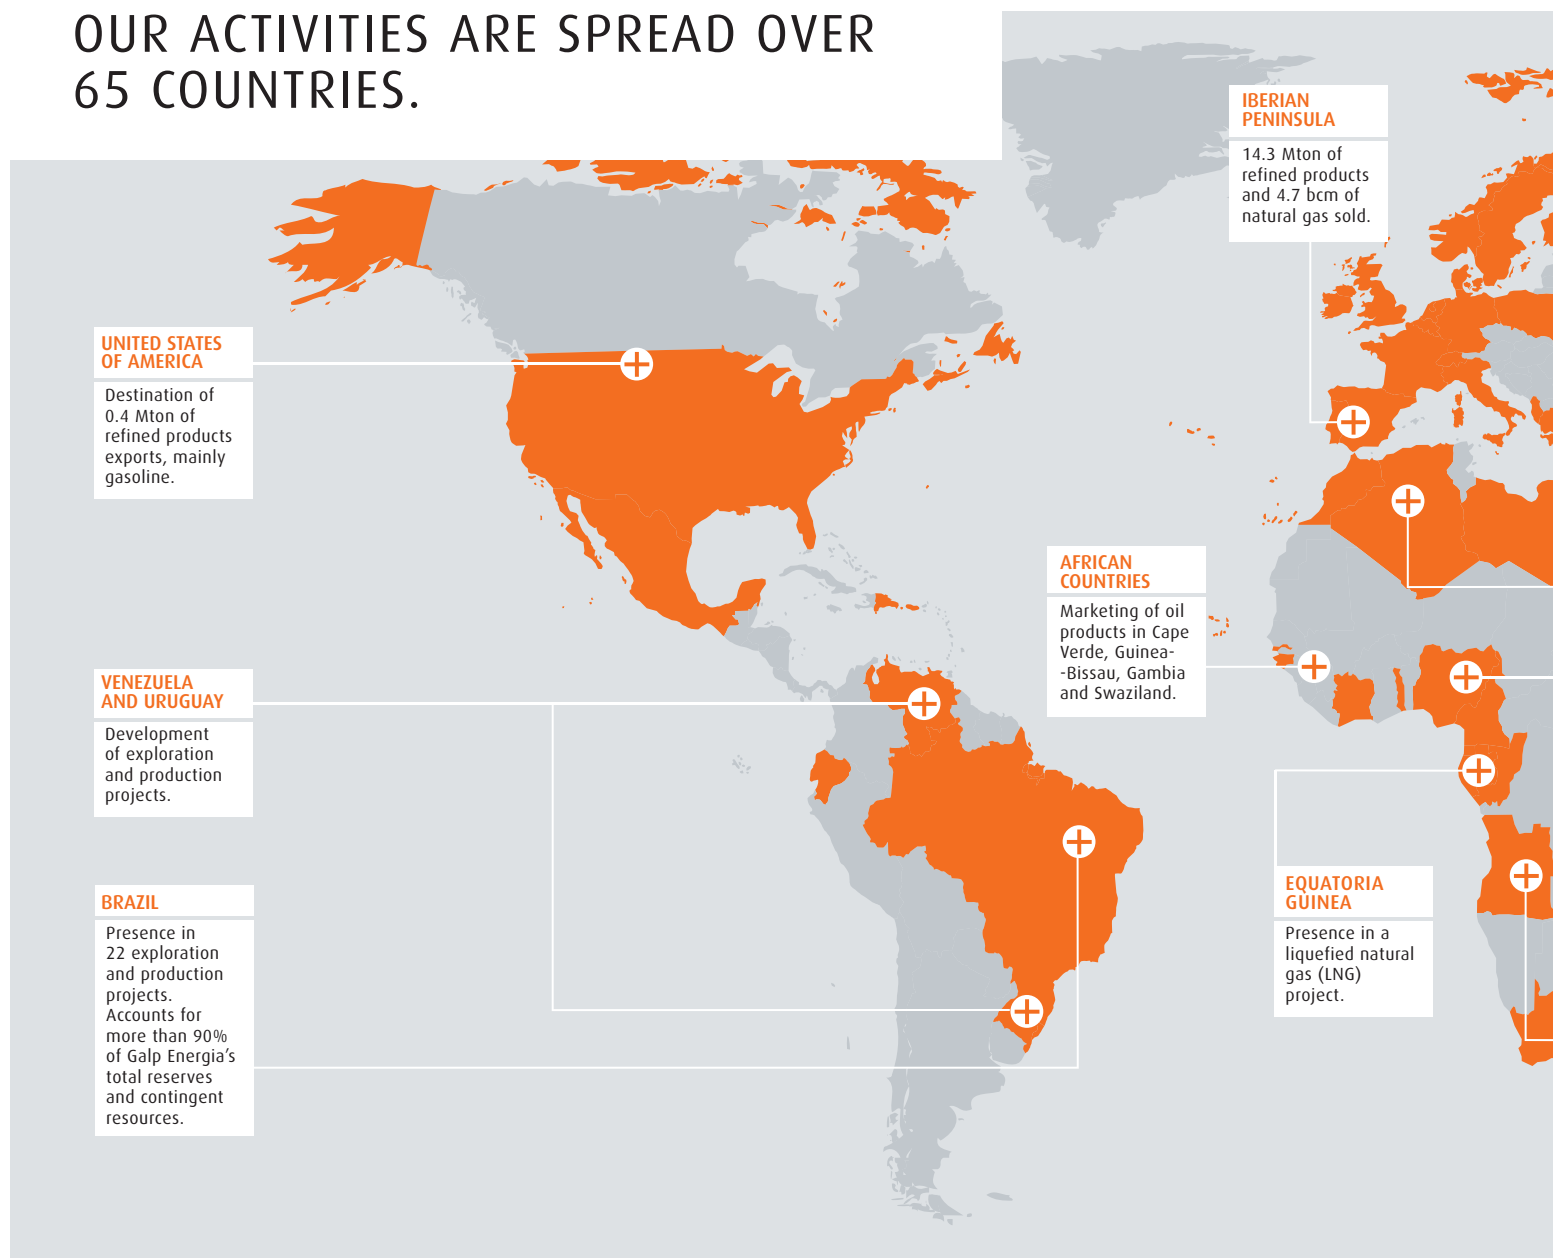 OUR ACTIVITIES ARE SPREAD OVER
65 COUNTRIES.
IBERIAN
PENINSULA
14.3 Mton of
refined products
and 4.7 bcm of
natural gas sold.
UNITED STATES
OF AMERICA
Destination of
0.4 Mton of
refined products
exports, mainly
gasoline.
AFRICAN
COUNTRIES
Marketing of oil
products in Cape
Verde, Guinea-
-Bissau, Gambia
and Swaziland.
VENEZUELA
AND URUGUAY
Development
of exploration
and production
projects.
BRAZIL
Presence in
22 exploration
and production
projects.
Accounts for
more than 90%
of Galp Energia’s
total reserves
and contingent
resources.
EQUATORIA
GUINEA
Presence in a
liquefied natural
gas (LNG)
project.